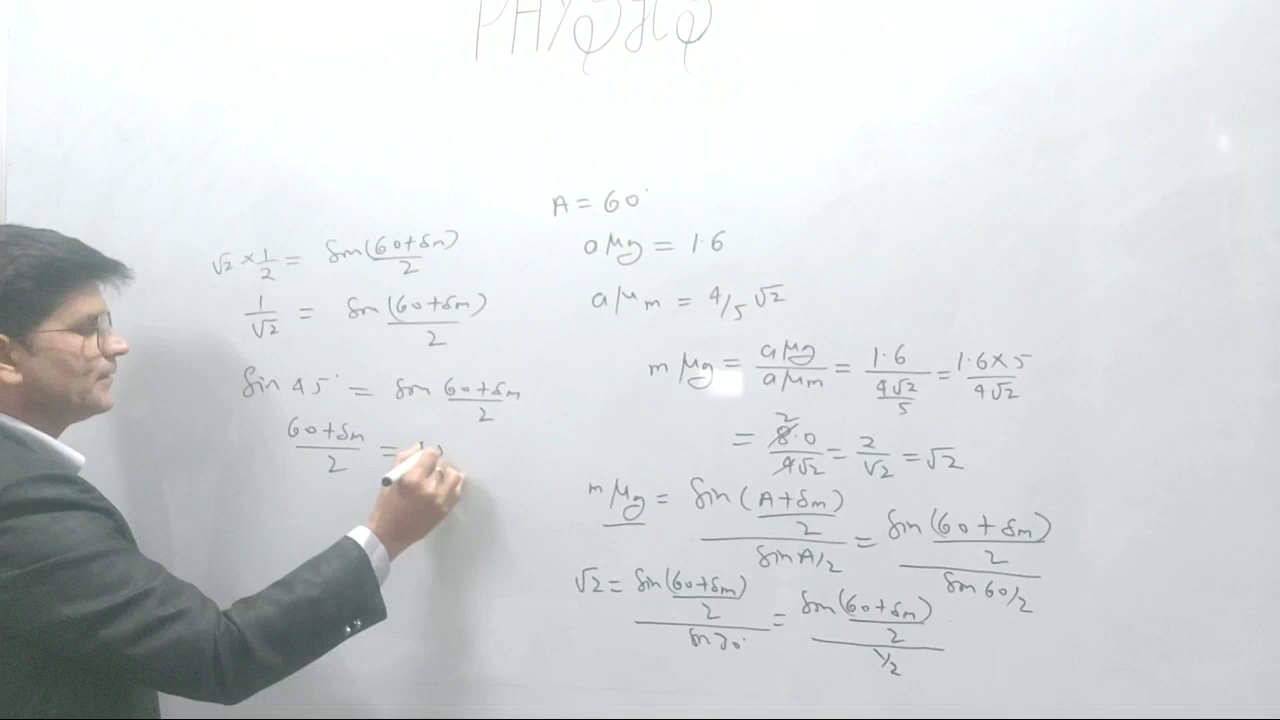 A = 60°
aμg = 1.6
aμm = 4/5 √2
mμg = aμg/aμm = 1.6/(4√2/5) = 1.6×5/4√2
= 8.0/4√2 = 2/√2 = √2
mμg = Sin((A+δm)/2)/Sin A/2 = Sin((60+δm)/2)/Sin 60/2
√2 = Sin((60+δm)/2)/Sin 30° = Sin((60+δm)/2)/1/2
√2 × 1/2 = Sin((60+δm)/2)
1/√2 = Sin((60+δm)/2)
Sin 45° = Sin (60+δm)/2
(60+δm)/2 =